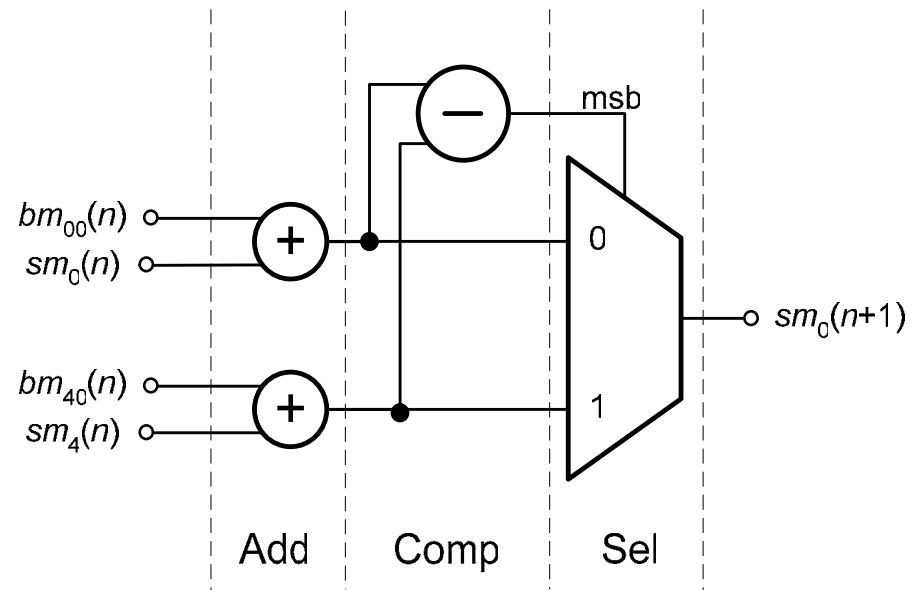 msb
bm₀₀(n)
sm₀(n)
+
−
0
bm₄₀(n)
sm₄(n)
+
1
sm₀(n+1)
Add Comp Sel